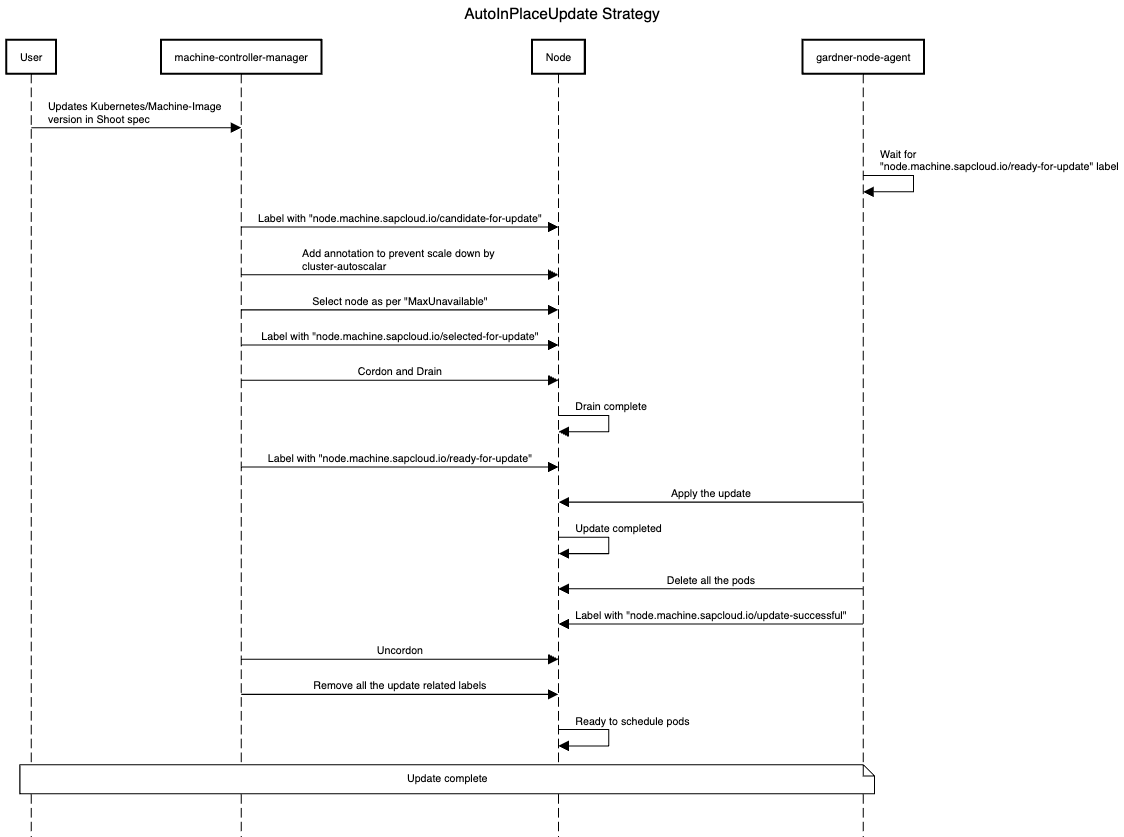 AutoInPlaceUpdate Strategy
User
machine-controller-manager
Node
gardner-node-agent
Updates Kubernetes/Machine-Image
version in Shoot spec
Wait for
"node.machine.sapcloud.io/ready-for-update" label
Label with "node.machine.sapcloud.io/candidate-for-update"
Add annotation to prevent scale down by
cluster-autoscalar
Select node as per "MaxUnavailable"
Label with "node.machine.sapcloud.io/selected-for-update"
Cordon and Drain
Drain complete
Label with "node.machine.sapcloud.io/ready-for-update"
Apply the update
Update completed
Delete all the pods
Label with "node.machine.sapcloud.io/update-successful"
Uncordon
Remove all the update related labels
Ready to schedule pods
Update complete